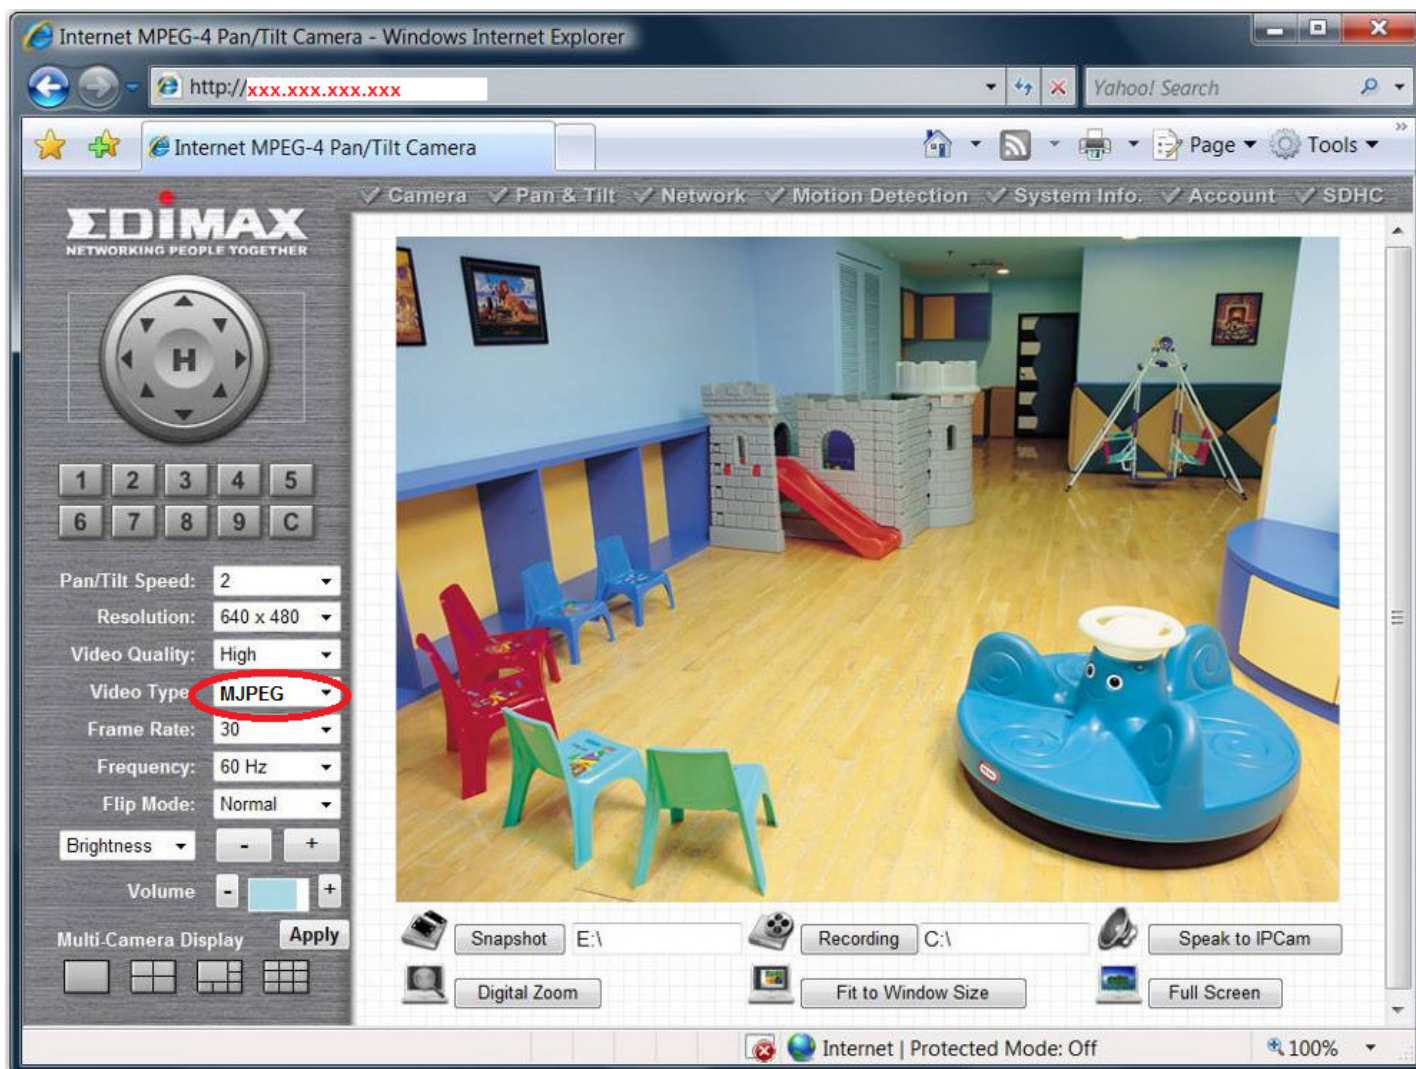 Internet MPEG-4 Pan/Tilt Camera - Windows Internet Explorer
http://xxx.xxx.xxx.xxx
Yahoo! Search
Internet MPEG-4 Pan/Tilt Camera
Page
Tools
EDIMAX
NETWORKING PEOPLE TOGETHER
Camera Pan & Tilt Network Motion Detection System Info. Account SDHC
H
1 2 3 4 5
6 7 8 9 C
Pan/Tilt Speed: 2
Resolution: 640 x 480
Video Quality: High
Video Type MJPEG
Frame Rate: 30
Frequency: 60 Hz
Flip Mode: Normal
Brightness - +
Volume - +
Multi-Camera Display Apply
Snapshot E:\
Recording C:\
Speak to IPCam
Digital Zoom
Fit to Window Size
Full Screen
Internet | Protected Mode: Off
100%